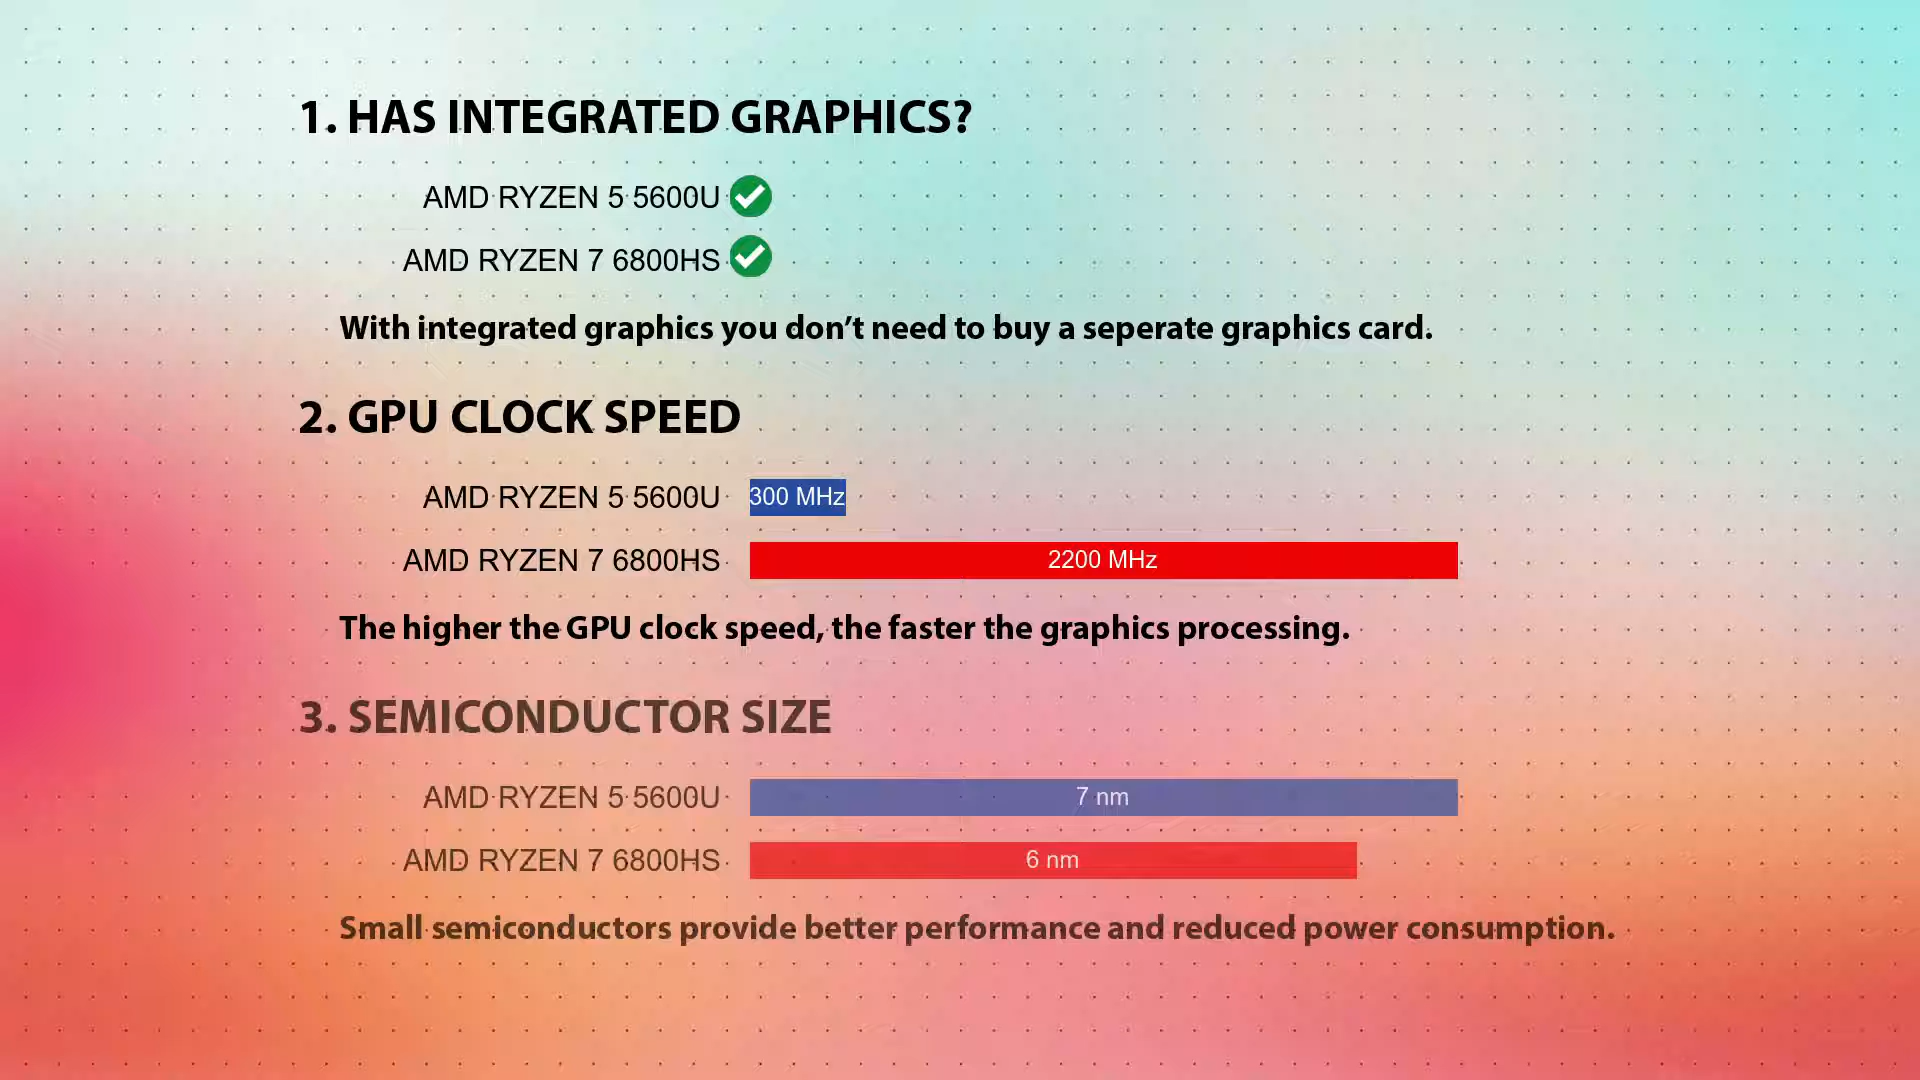 1. HAS INTEGRATED GRAPHICS?
AMD RYZEN 5 5600U
AMD RYZEN 7 6800HS
With integrated graphics you don’t need to buy a seperate graphics card.
2. GPU CLOCK SPEED
AMD RYZEN 5 5600U 300 MHz
AMD RYZEN 7 6800HS 2200 MHz
The higher the GPU clock speed, the faster the graphics processing.
3. SEMICONDUCTOR SIZE
AMD RYZEN 5 5600U 7 nm
AMD RYZEN 7 6800HS 6 nm
Small semiconductors provide better performance and reduced power consumption.